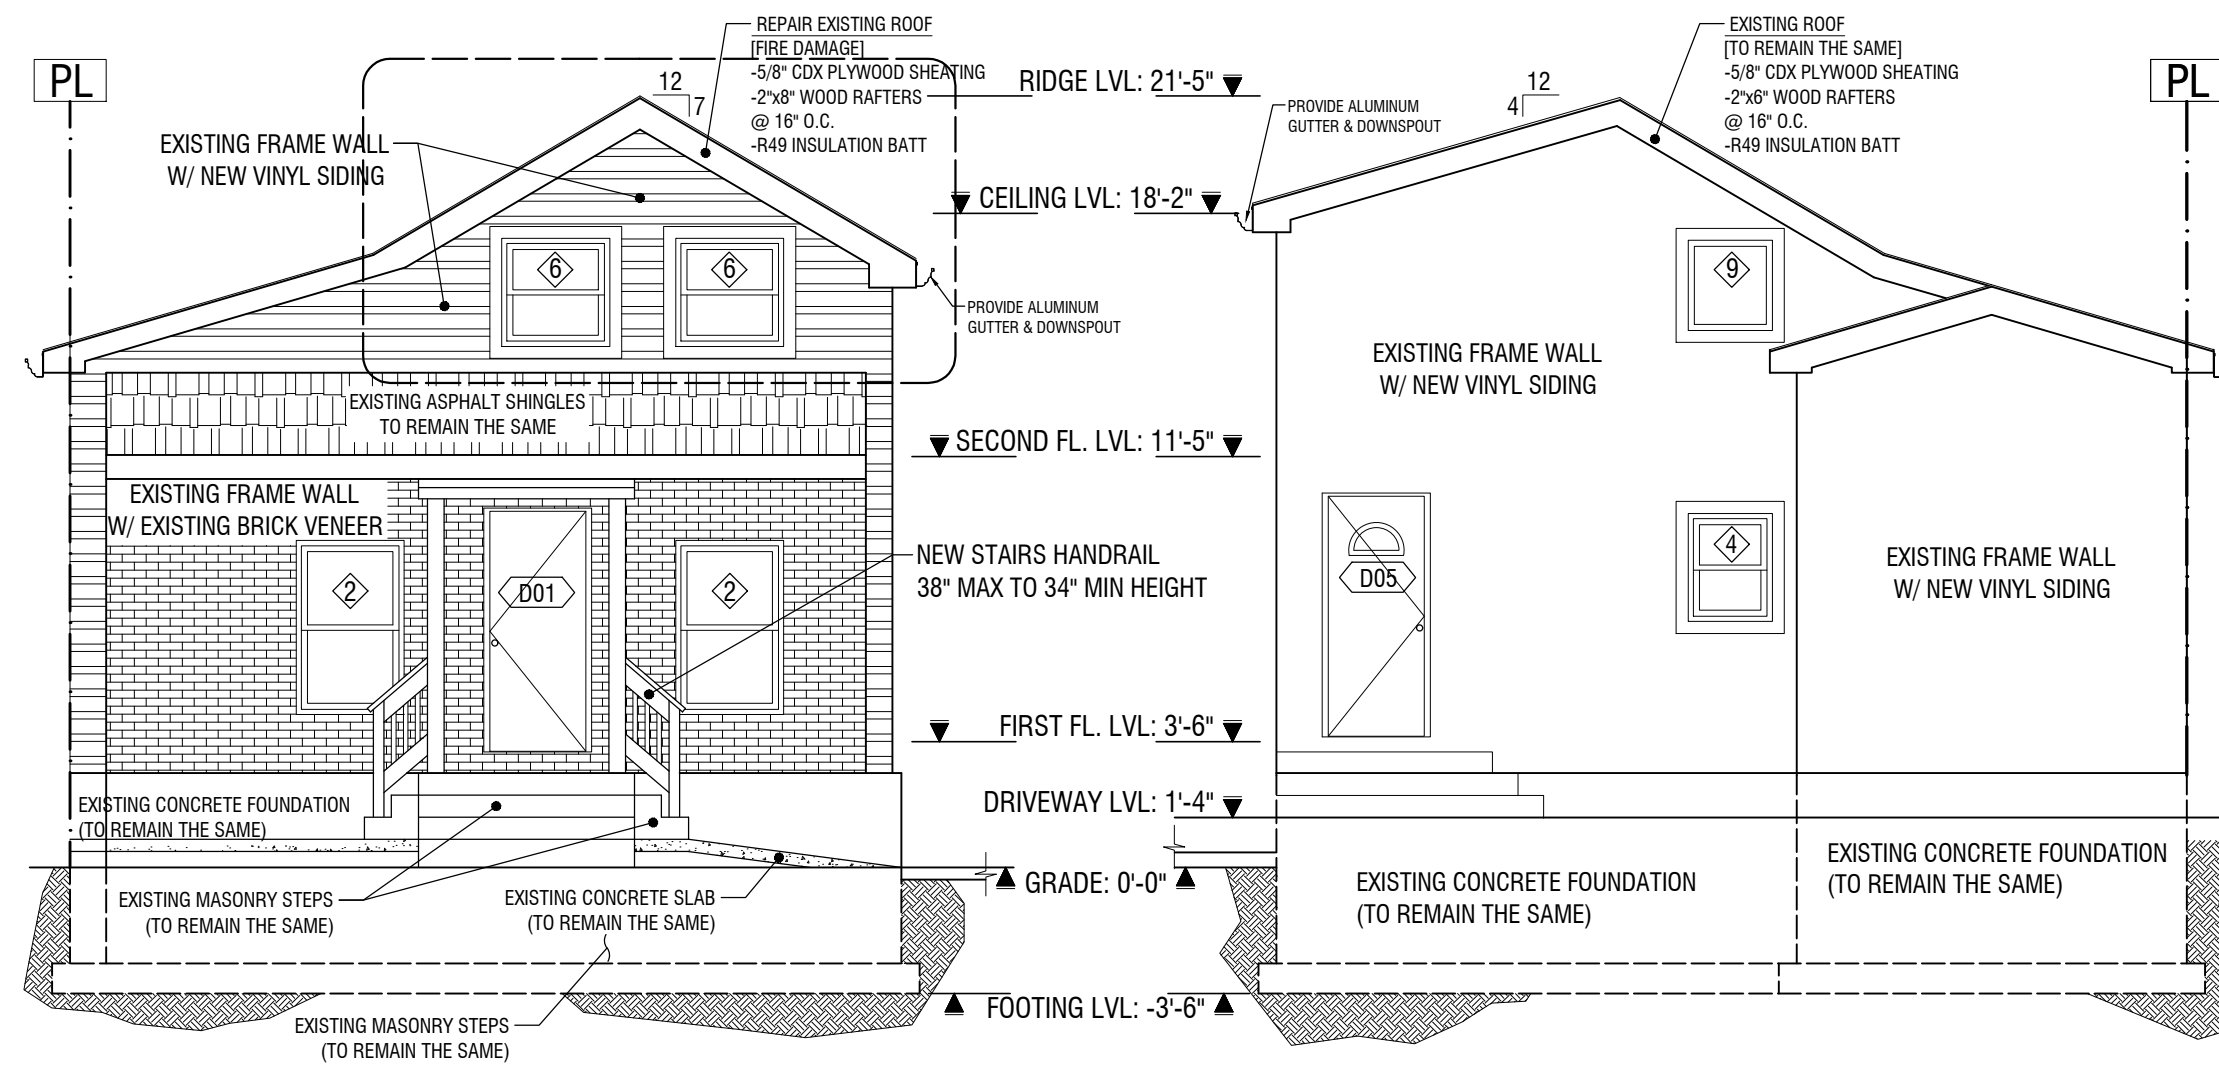 PL
REPAIR EXISTING ROOF
[FIRE DAMAGE]
-5/8" CDX PLYWOOD SHEATING
-2"x8" WOOD RAFTERS
@ 16" O.C.
-R49 INSULATION BATT
12
7
EXISTING FRAME WALL
W/ NEW VINYL SIDING
6
6
PROVIDE ALUMINUM
GUTTER & DOWNSPOUT
EXISTING ASPHALT SHINGLES
TO REMAIN THE SAME
EXISTING FRAME WALL
W/ EXISTING BRICK VENEER
2
D01
2
NEW STAIRS HANDRAIL
38" MAX TO 34" MIN HEIGHT
EXISTING CONCRETE FOUNDATION
(TO REMAIN THE SAME)
EXISTING MASONRY STEPS
(TO REMAIN THE SAME)
EXISTING CONCRETE SLAB
(TO REMAIN THE SAME)
EXISTING MASONRY STEPS
(TO REMAIN THE SAME)
RIDGE LVL: 21'-5"
CEILING LVL: 18'-2"
SECOND FL. LVL: 11'-5"
FIRST FL. LVL: 3'-6"
DRIVEWAY LVL: 1'-4"
GRADE: 0'-0"
FOOTING LVL: -3'-6"
PROVIDE ALUMINUM
GUTTER & DOWNSPOUT
12
4
EXISTING ROOF
[TO REMAIN THE SAME]
-5/8" CDX PLYWOOD SHEATING
-2"x6" WOOD RAFTERS
@ 16" O.C.
-R49 INSULATION BATT
PL
9
EXISTING FRAME WALL
W/ NEW VINYL SIDING
D05
4
EXISTING FRAME WALL
W/ NEW VINYL SIDING
EXISTING CONCRETE FOUNDATION
(TO REMAIN THE SAME)
EXISTING CONCRETE FOUNDATION
(TO REMAIN THE SAME)